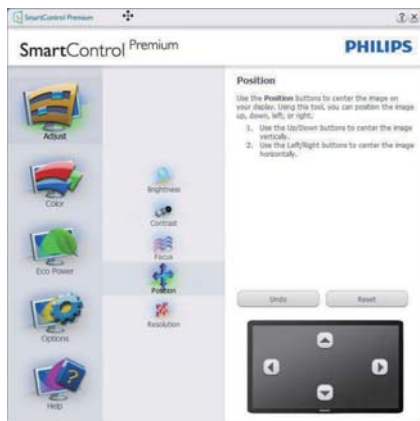 SmartControl Premium
SmartControl Premium
PHILIPS
Adjust
Color
Eco Power
Options
Help
Brightness
Contrast
Focus
Position
Resolution
Position
Use the Position buttons to center the image on
your display. Using this tool, you can position the image
up, down, left, or right.
1. Use the Up/Down buttons to center the image
vertically.
2. Use the Left/Right buttons to center the image
horizontally.
Undo
Reset